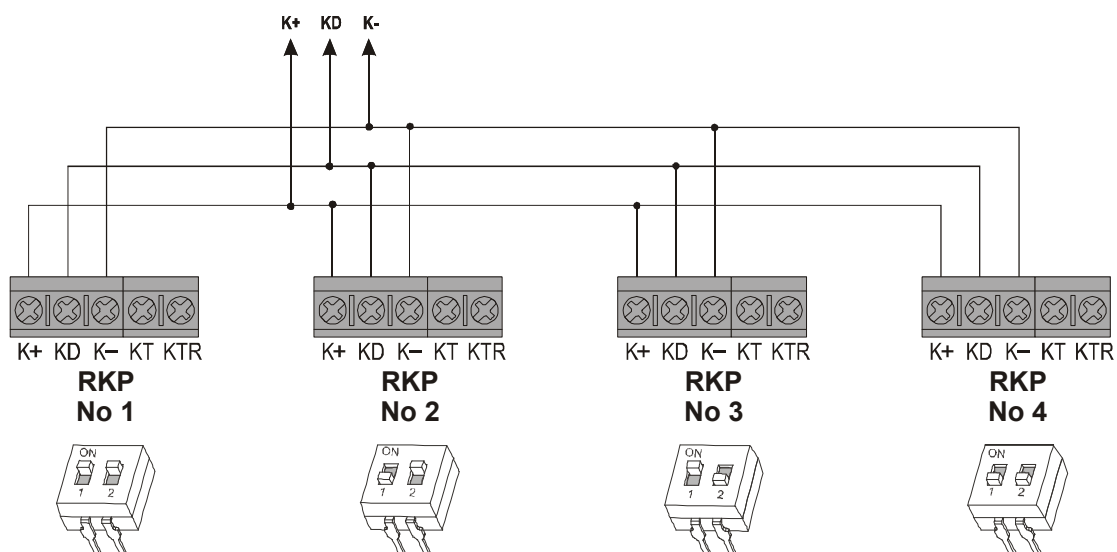 K+ KD K-
K+ KD K– KT KTR
RKP
No 1
ON
1 2
K+ KD K– KT KTR
RKP
No 2
ON
1 2
K+ KD K– KT KTR
RKP
No 3
ON
1 2
K+ KD K– KT KTR
RKP
No 4
ON
1 2